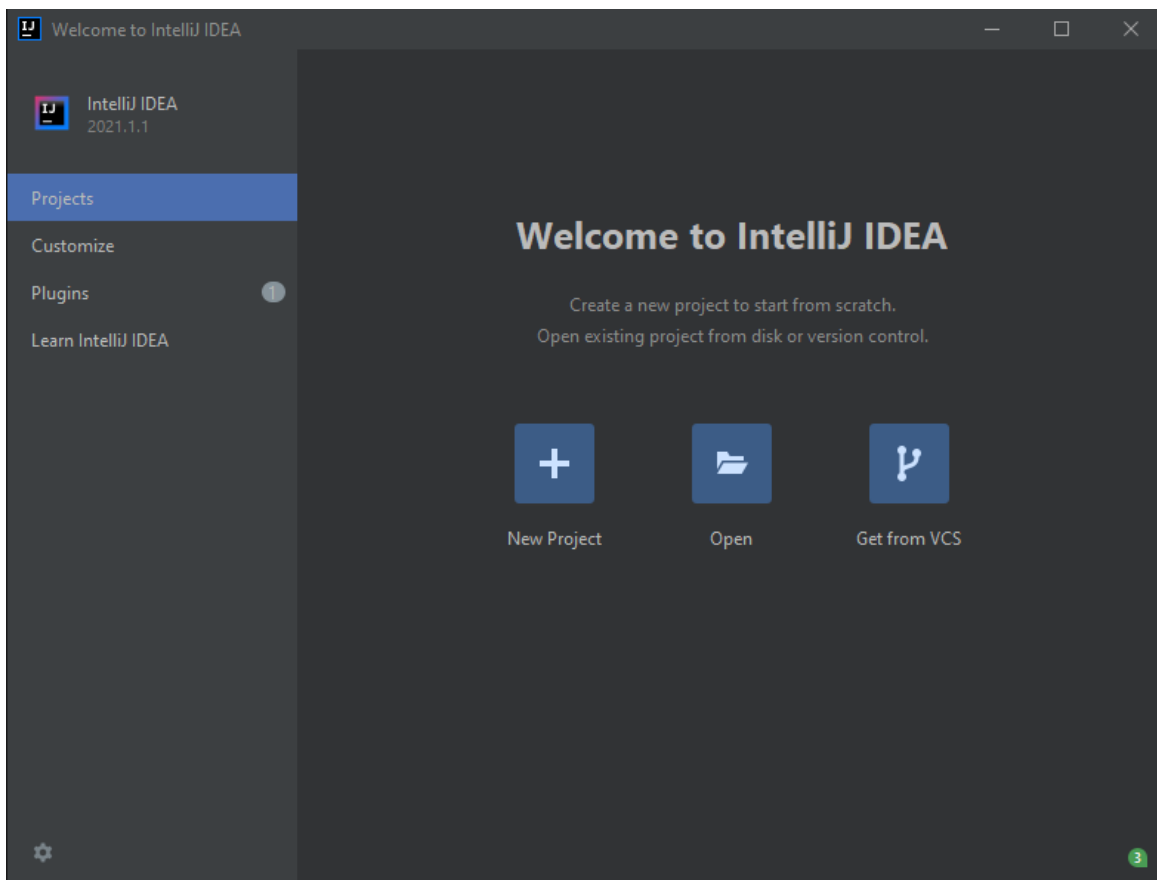 IJ Welcome to IntelliJ IDEA
IJ
IntelliJ IDEA
2021.1.1
Projects
Customize
Plugins 1
Learn IntelliJ IDEA
Welcome to IntelliJ IDEA
Create a new project to start from scratch.
Open existing project from disk or version control.
New Project Open Get from VCS
3